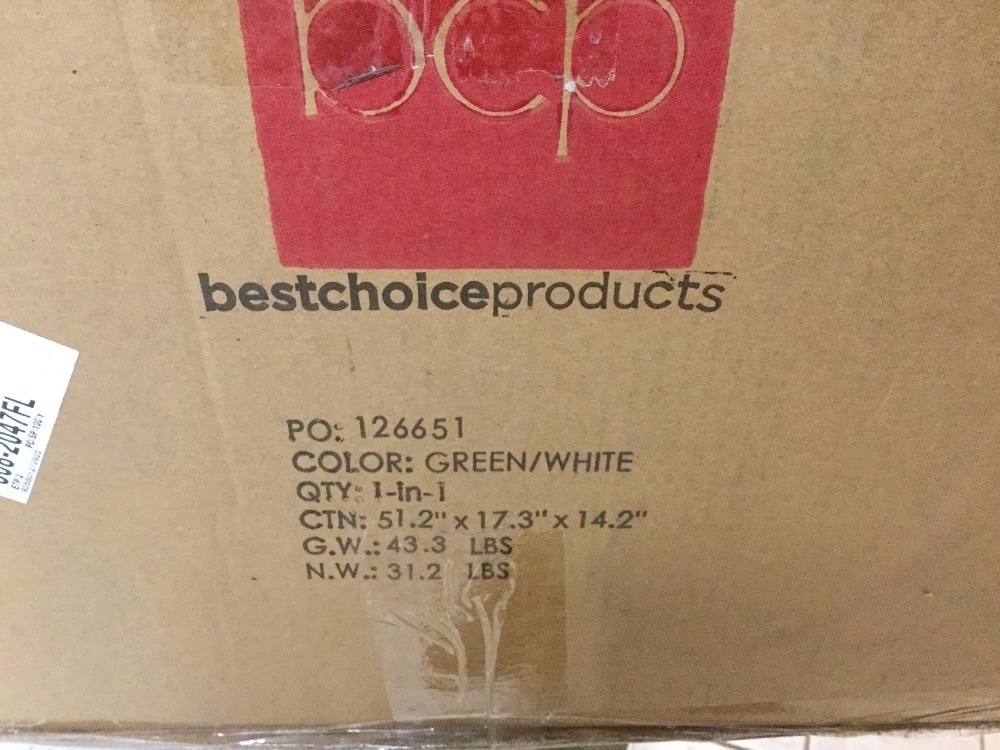 bcp
bestchoiceproducts
PO: 126651
COLOR: GREEN/WHITE
QTY: 1-in-1
CTN: 51.2" x 17.3" x 14.2"
G.W.: 43.3 LBS
N.W.: 31.2 LBS